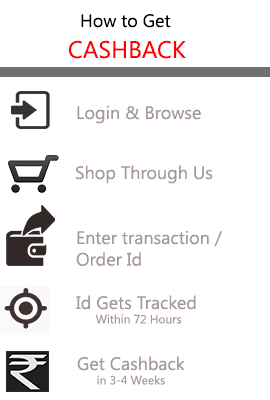 How to Get
CASHBACK
Login & Browse
Shop Through Us
Enter transaction /
Order Id
Id Gets Tracked
Within 72 Hours
Get Cashback
in 3-4 Weeks